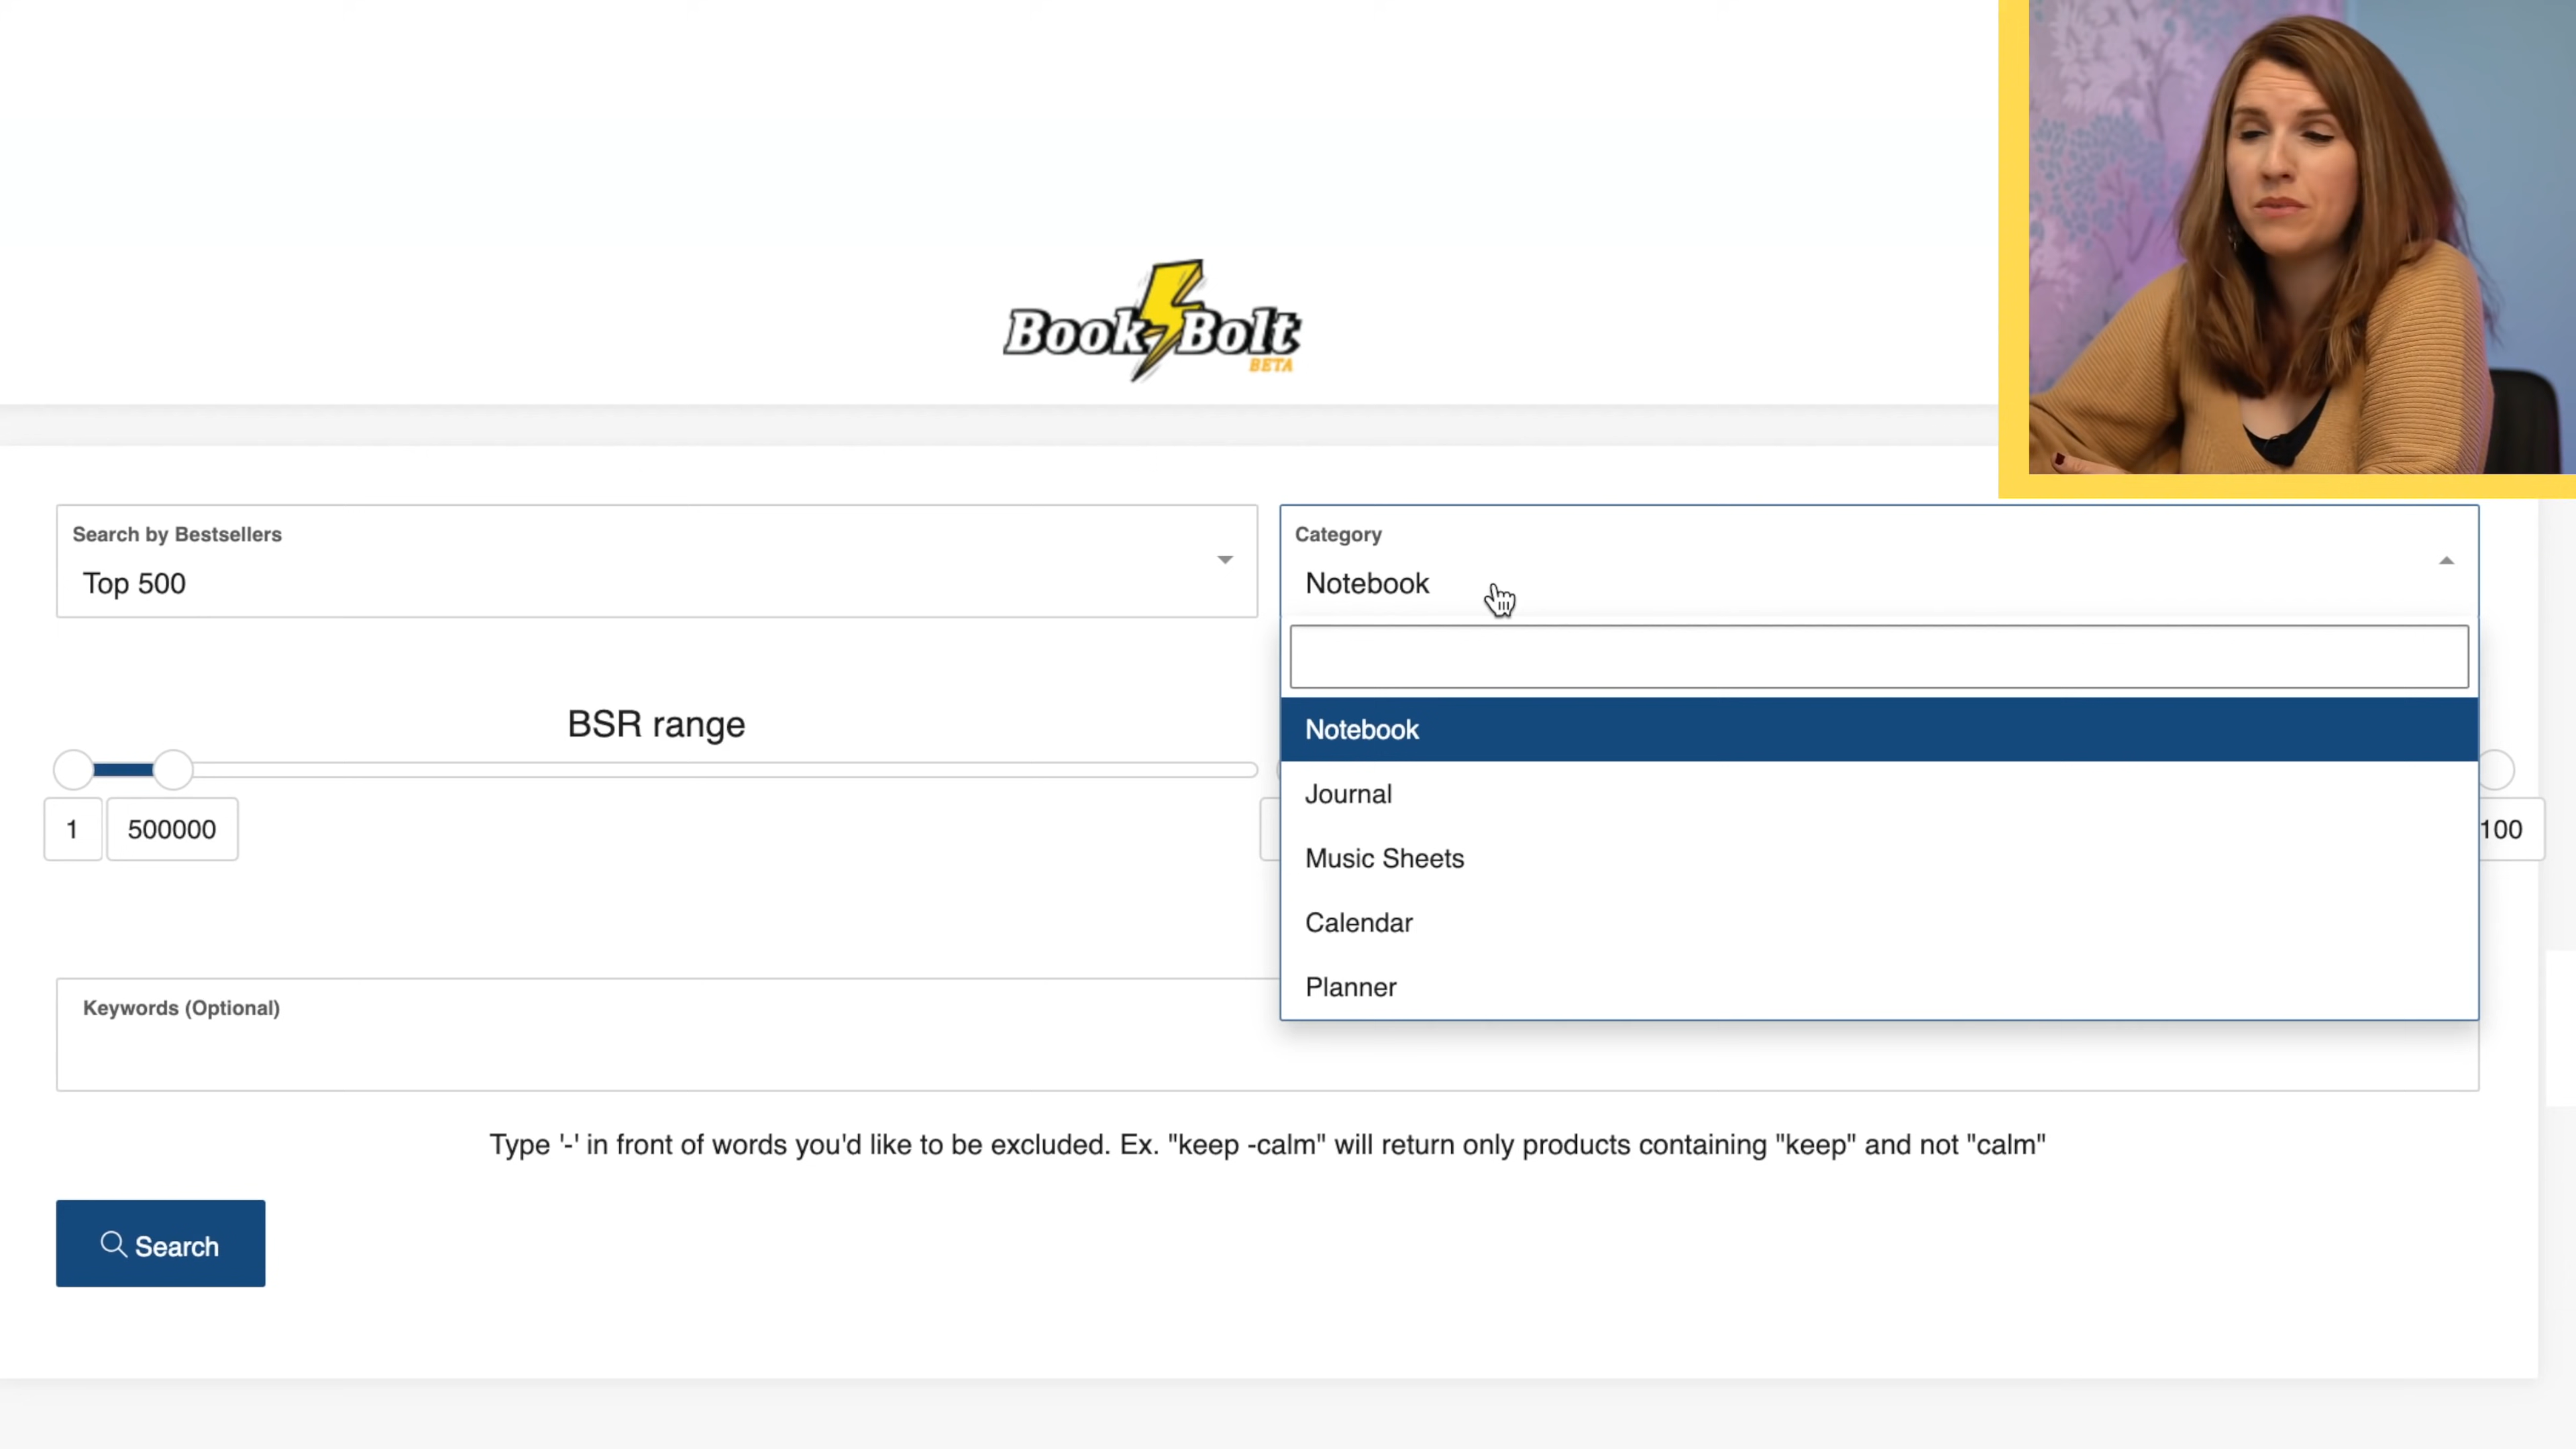 Book Bolt
BETA
Search by Bestsellers
Top 500
Category
Notebook
Notebook
Journal
Music Sheets
Calendar
Planner
BSR range
1
500000
100
Keywords (Optional)
Type '-' in front of words you'd like to be excluded. Ex. "keep -calm" will return only products containing "keep" and not "calm"
Search